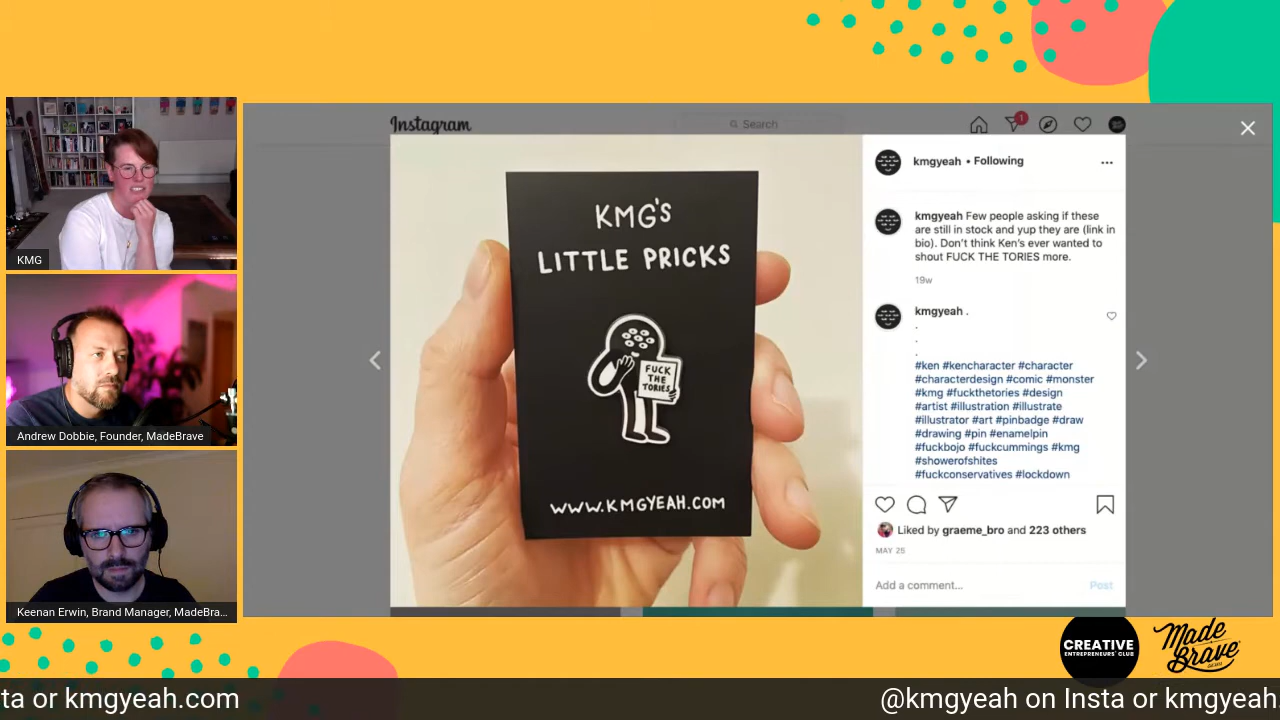 Instagram
Search
1
KMG
Andrew Dobbie, Founder, MadeBrave
Keenan Erwin, Brand Manager, MadeBra...
KMG'S
LITTLE PRICKS
FUCK
THE
TORIES
WWW.KMGYEAH.COM
kmgyeah • Following
kmgyeah Few people asking if these
are still in stock and yup they are (link in
bio). Don't think Ken's ever wanted to
shout FUCK THE TORIES more.
19w
kmgyeah .
.
.
.
#ken #kencharacter #character
#characterdesign #comic #monster
#kmg #fuckthetories #design
#artist #illustration #illustrate
#illustrator #art #pinbadge #draw
#drawing #pin #enamelpin
#fuckbojo #fuckcummings #kmg
#showerofshites
#fuckconservatives #lockdown
Liked by graeme_bro and 223 others
MAY 25
Add a comment...
Post
CREATIVE
ENTREPRENEURS' CLUB
Made
Brave
ta or kmgyeah.com
@kmgyeah on Insta or kmgyeah